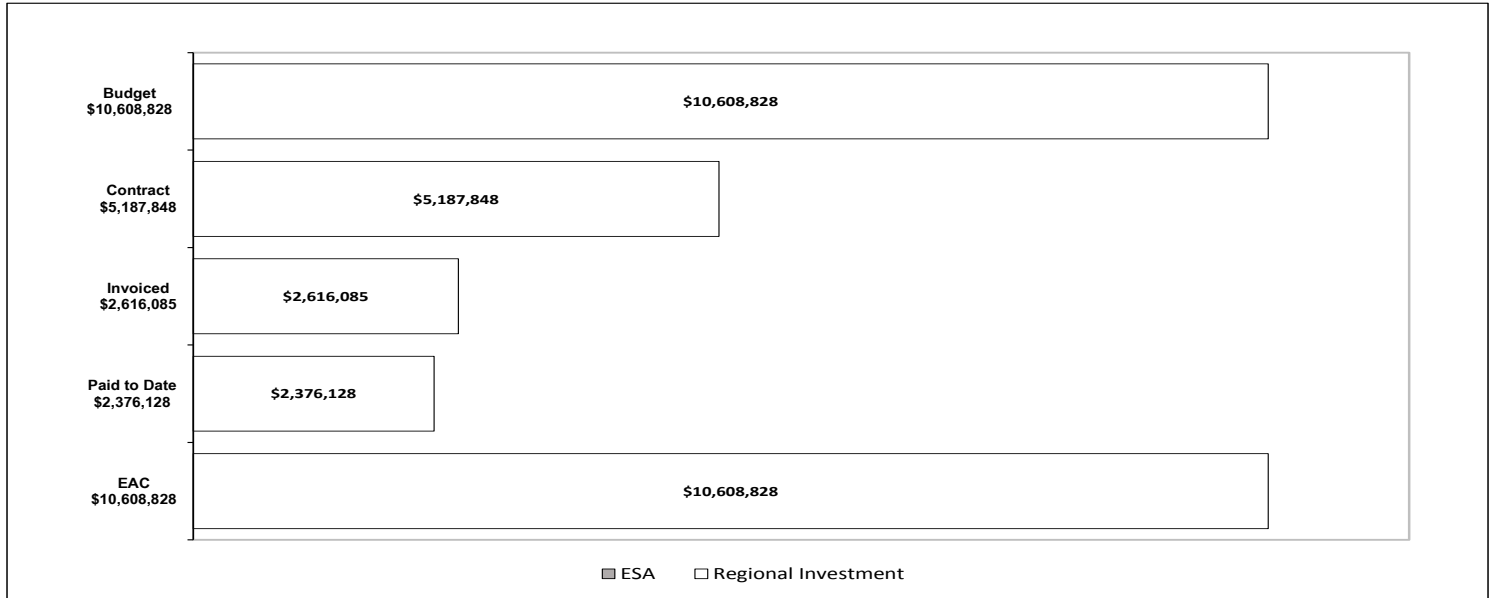 Budget
$10,608,828
$10,608,828
Contract
$5,187,848
$5,187,848
Invoiced
$2,616,085
$2,616,085
Paid to Date
$2,376,128
$2,376,128
EAC
$10,608,828
$10,608,828
ESA Regional Investment